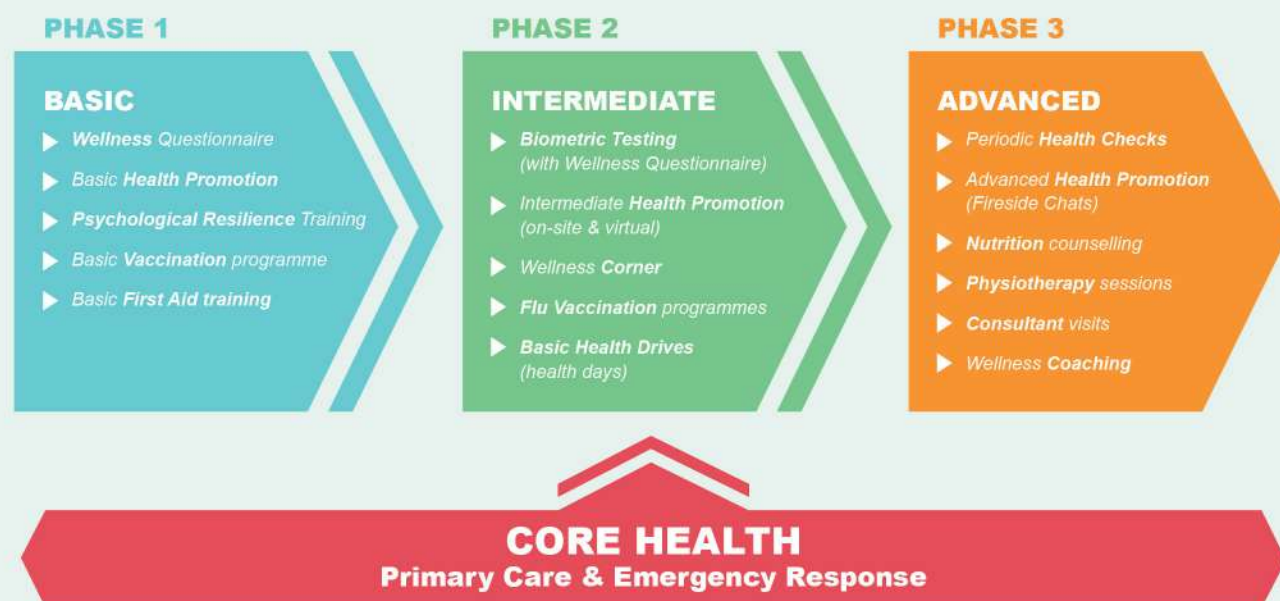 PHASE 1
BASIC
Wellness Questionnaire
Basic Health Promotion
Psychological Resilience Training
Basic Vaccination programme
Basic First Aid training
PHASE 2
INTERMEDIATE
Biometric Testing
(with Wellness Questionnaire)
Intermediate Health Promotion
(on-site & virtual)
Wellness Corner
Flu Vaccination programmes
Basic Health Drives
(health days)
PHASE 3
ADVANCED
Periodic Health Checks
Advanced Health Promotion
(Fireside Chats)
Nutrition counselling
Physiotherapy sessions
Consultant visits
Wellness Coaching
CORE HEALTH
Primary Care & Emergency Response